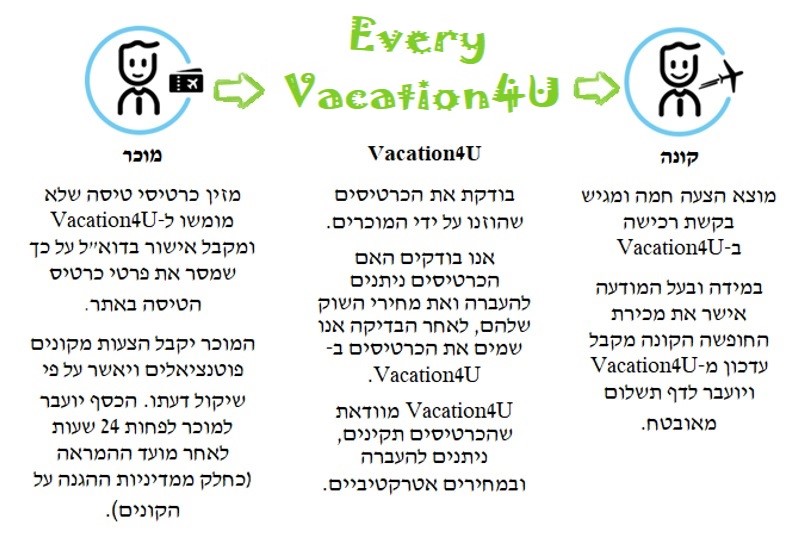 Every
Vacation4U
מוכר
מזין כרטיסי טיסה שלא
מומשו ל-Vacation4U
ומקבל אישור בדוא״ל על כך
שמסר את פרטי כרטיס
הטיסה באתר.
המוכר יקבל הצעות מקונים
פוטנציאלים ויאשר על פי
שיקול דעתו. הכסף יועבר
למוכר לפחות 24 שעות
לאחר מועד ההמראה
(כחלק ממדיניות ההגנה על
הקונים).
Vacation4U
בודקת את הכרטיסים
שהוזנו על ידי המוכרים.
אנו בודקים האם
הכרטיסים ניתנים
להעברה ואת מחירי השוק
שלהם, לאחר הבדיקה אנו
שמים את הכרטיסים ב-
Vacation4U.
Vacation4U מוודאת
שהכרטיסים תקינים,
ניתנים להעברה
ובמחירים אטרקטיביים.
קונה
מוצא הצעה חמה ומגיש
בקשת רכישה
ב-Vacation4U
במידה ובעל המודעה
אישר את מכירת
החופשה הקונה מקבל
עדכון מ-Vacation4U
ויועבר לדף תשלום
מאובטח.